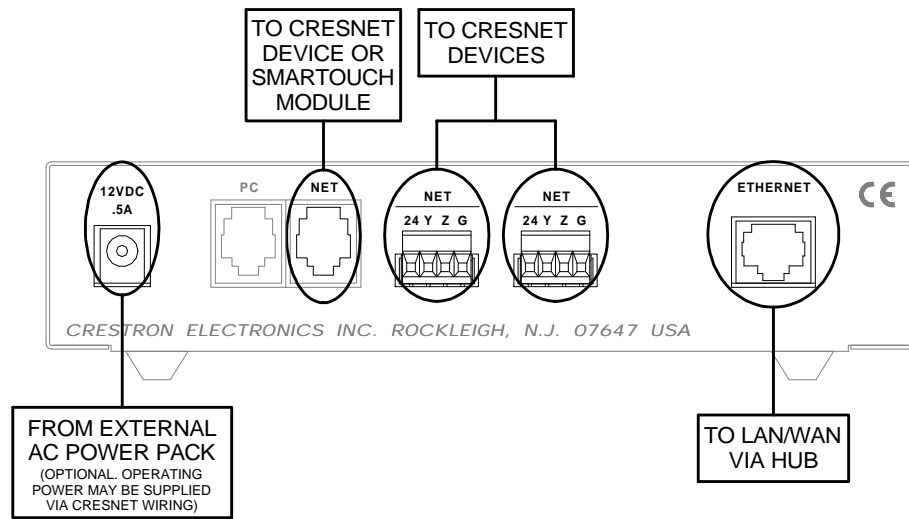 TO CRESNET
DEVICE OR
SMARTOUCH
MODULE
TO CRESNET
DEVICES
12VDC
.5A
PC
NET
NET
24 Y Z G
NET
24 Y Z G
ETHERNET
CE
CRESTRON ELECTRONICS INC. ROCKLEIGH, N.J. 07647 USA
FROM EXTERNAL
AC POWER PACK
(OPTIONAL. OPERATING
POWER MAY BE SUPPLIED
VIA CRESNET WIRING)
TO LAN/WAN
VIA HUB